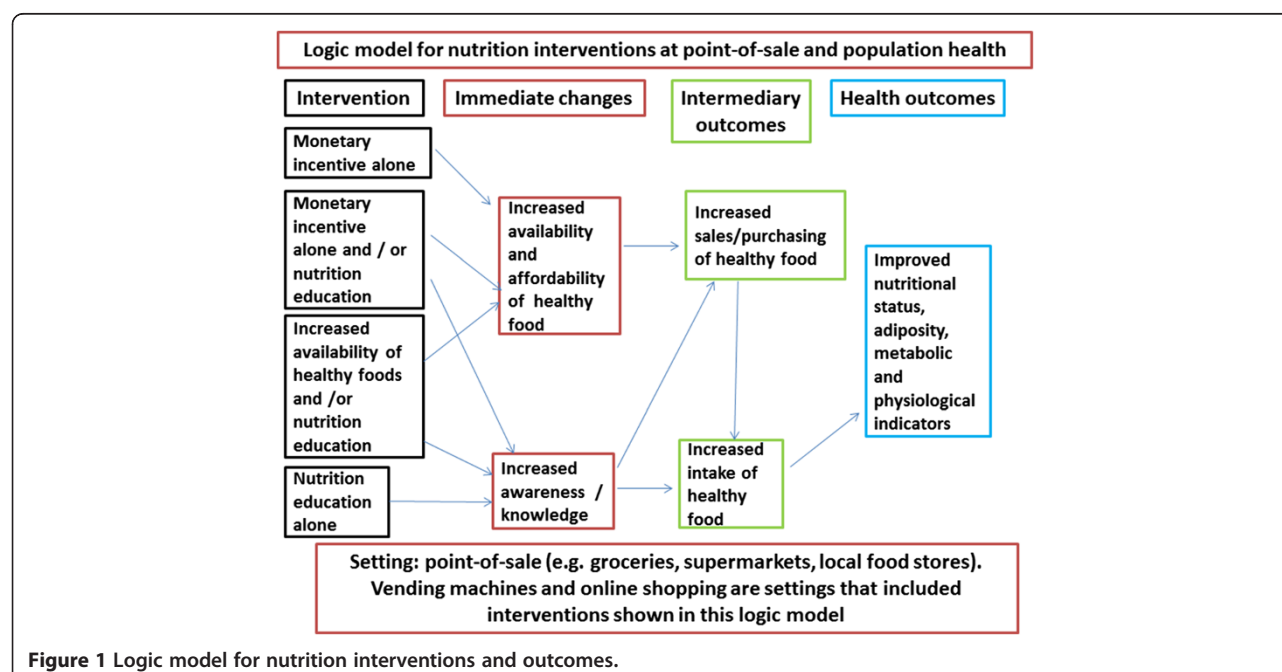 Logic model for nutrition interventions at point-of-sale and population health
Intervention
Immediate changes
Intermediary
outcomes
Health outcomes
Monetary
incentive alone
Monetary
incentive
alone and / or
nutrition
education
Increased
availability of
healthy foods
and /or
nutrition
education
Nutrition
education
alone
Increased
availability
and
affordability
of healthy
food
Increased
awareness /
knowledge
Increased
sales/purchasing
of healthy food
Increased
intake of
healthy
food
Improved
nutritional
status,
adiposity,
metabolic
and
physiological
indicators
Setting: point-of-sale (e.g. groceries, supermarkets, local food stores).
Vending machines and online shopping are settings that included
interventions shown in this logic model
Figure 1 Logic model for nutrition interventions and outcomes.